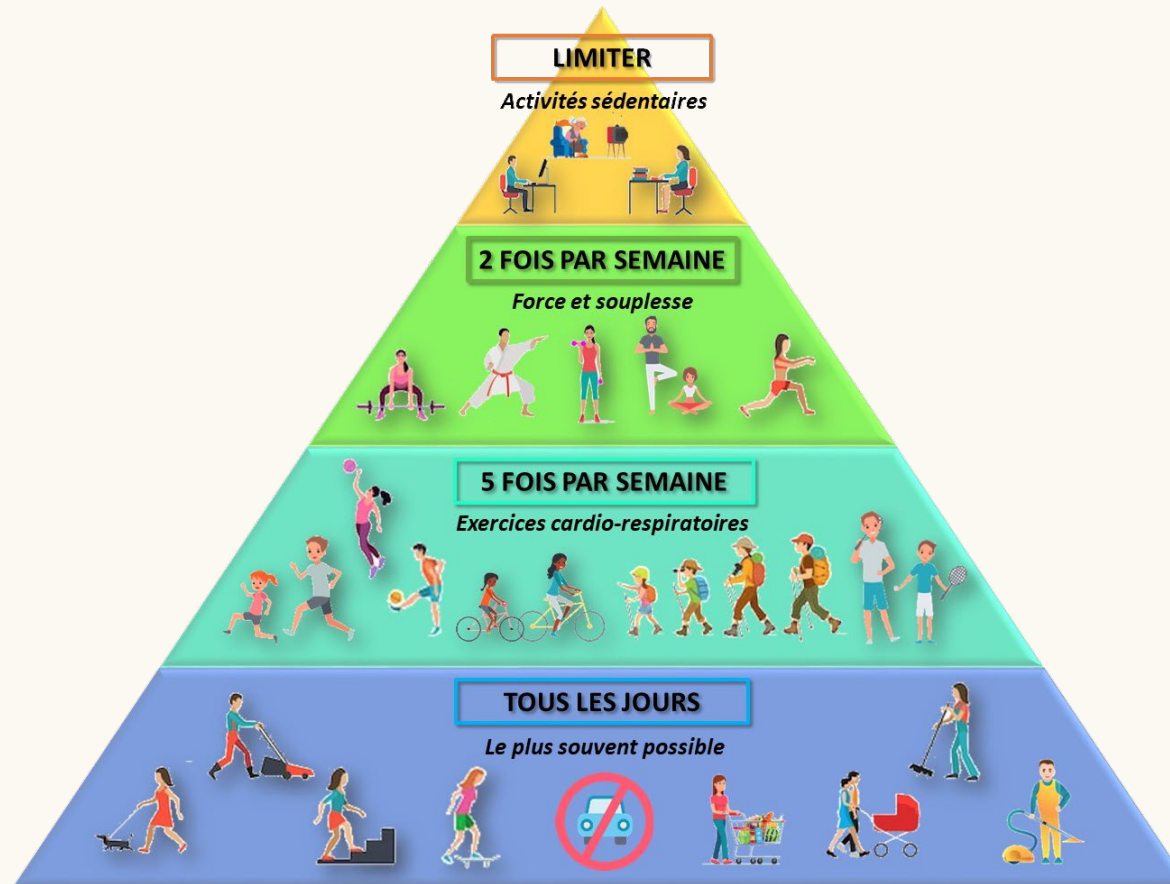 LIMITER
Activités sédentaires
2 FOIS PAR SEMAINE
Force et souplesse
5 FOIS PAR SEMAINE
Exercices cardio-respiratoires
TOUS LES JOURS
Le plus souvent possible